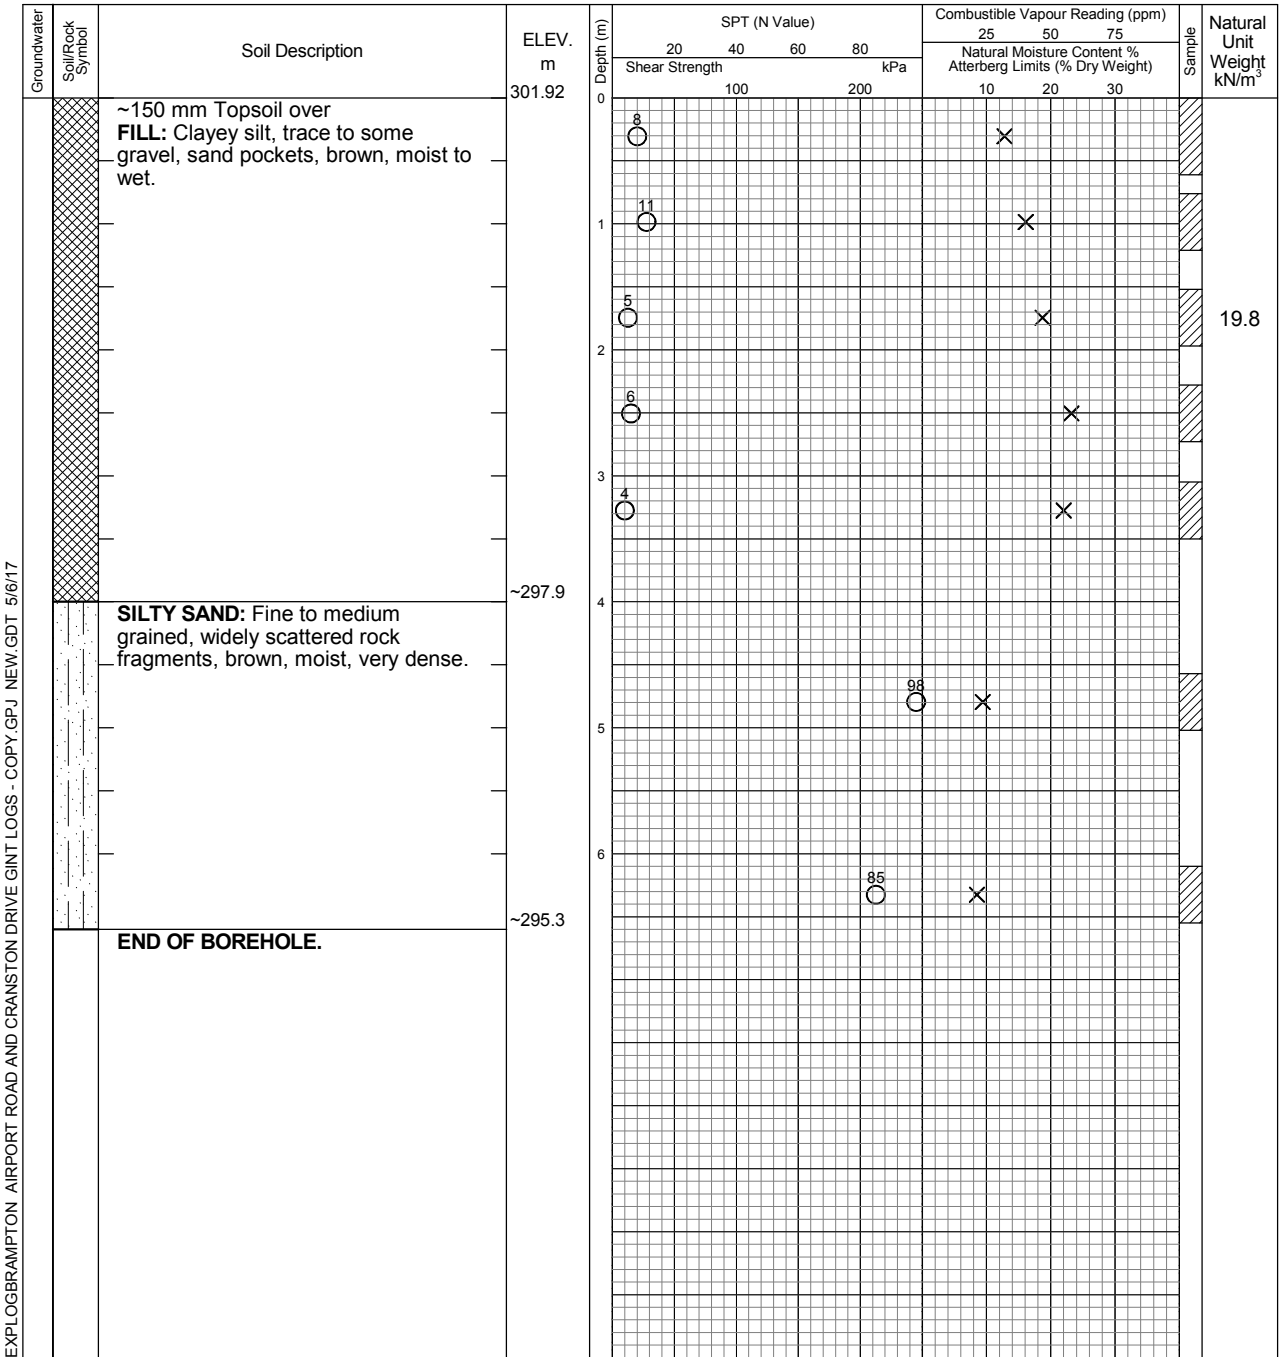 Groundwater
Soil/Rock
Symbol
Soil Description
ELEV.
m
Depth (m)
SPT (N Value)
20 40 60 80
Shear Strength kPa
100 200
Combustible Vapour Reading (ppm)
25 50 75
Natural Moisture Content %
Atterberg Limits (% Dry Weight)
10 20 30
Sample
Natural
Unit
Weight
kN/m³
301.92
0
~150 mm Topsoil over
FILL: Clayey silt, trace to some
gravel, sand pockets, brown, moist to
wet.
8
11
1
5
19.8
2
6
3
4
~297.9
4
SILTY SAND: Fine to medium
grained, widely scattered rock
fragments, brown, moist, very dense.
98
5
6
85
~295.3
END OF BOREHOLE.
EXPLOGBRAMPTON AIRPORT ROAD AND CRANSTON DRIVE GINT LOGS - COPY.GPJ NEW.GDT 5/6/17